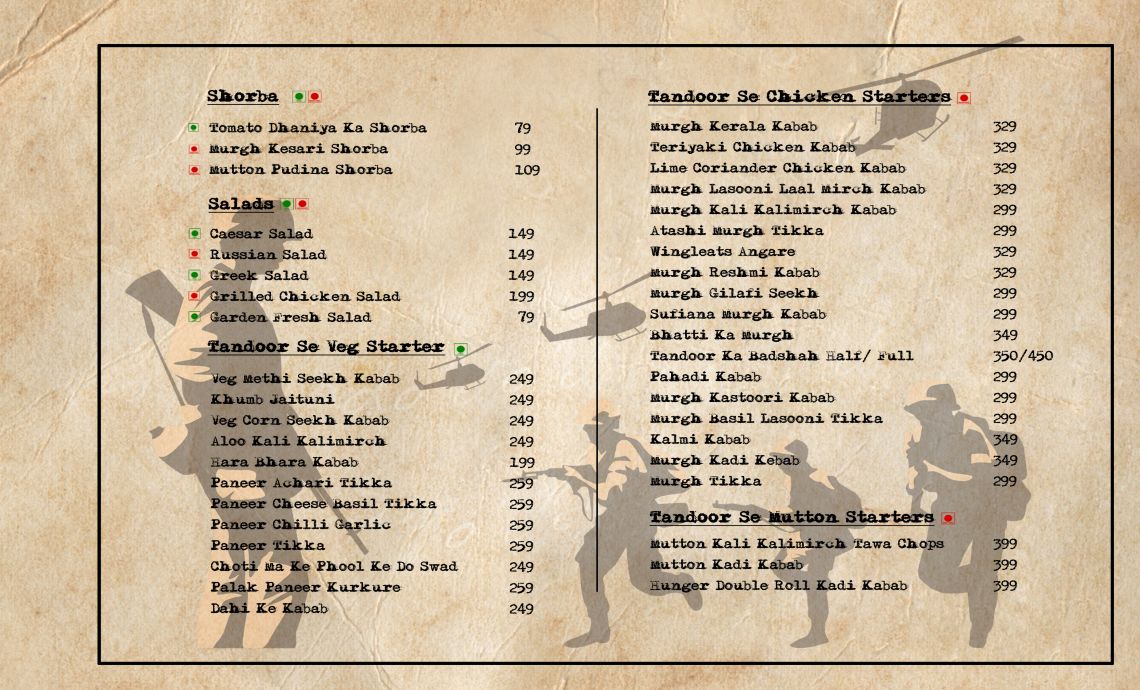 Shorba
Tomato Dhaniya Ka Shorba 79
Murgh Kesari Shorba 99
Mutton Pudina Shorba 109
Salads
Caesar Salad 149
Russian Salad 149
Greek Salad 149
Grilled Chicken Salad 199
Garden Fresh Salad 79
Tandoor Se Veg Starter
Veg Methi Seekh Kabab 249
Khumb Jaituni 249
Veg Corn Seekh Kabab 249
Aloo Kali Kalimirch 249
Hara Bhara Kabab 199
Paneer Achari Tikka 259
Paneer Cheese Basil Tikka 259
Paneer Chilli Garlic 259
Paneer Tikka 259
Choti Ma Ke Phool Ke Do Swad 249
Palak Paneer Kurkure 259
Dahi Ke Kabab 249
Tandoor Se Chicken Starters
Murgh Kerala Kabab 329
Teriyaki Chicken Kabab 329
Lime Coriander Chicken Kabab 329
Murgh Lasooni Laal Mirch Kabab 329
Murgh Kali Kalimirch Kabab 299
Atashi Murgh Tikka 299
Wingleats Angare 329
Murgh Reshmi Kabab 329
Murgh Gilafi Seekh 299
Sufiana Murgh Kabab 299
Bhatti Ka Murgh 349
Tandoor Ka Badshah Half/ Full 350/450
Pahadi Kabab 299
Murgh Kastoori Kabab 299
Murgh Basil Lasooni Tikka 299
Kalmi Kabab 349
Murgh Kadi Kebab 349
Murgh Tikka 299
Tandoor Se Mutton Starters
Mutton Kali Kalimirch Tawa Chops 399
Mutton Kadi Kabab 399
Hunger Double Roll Kadi Kabab 399